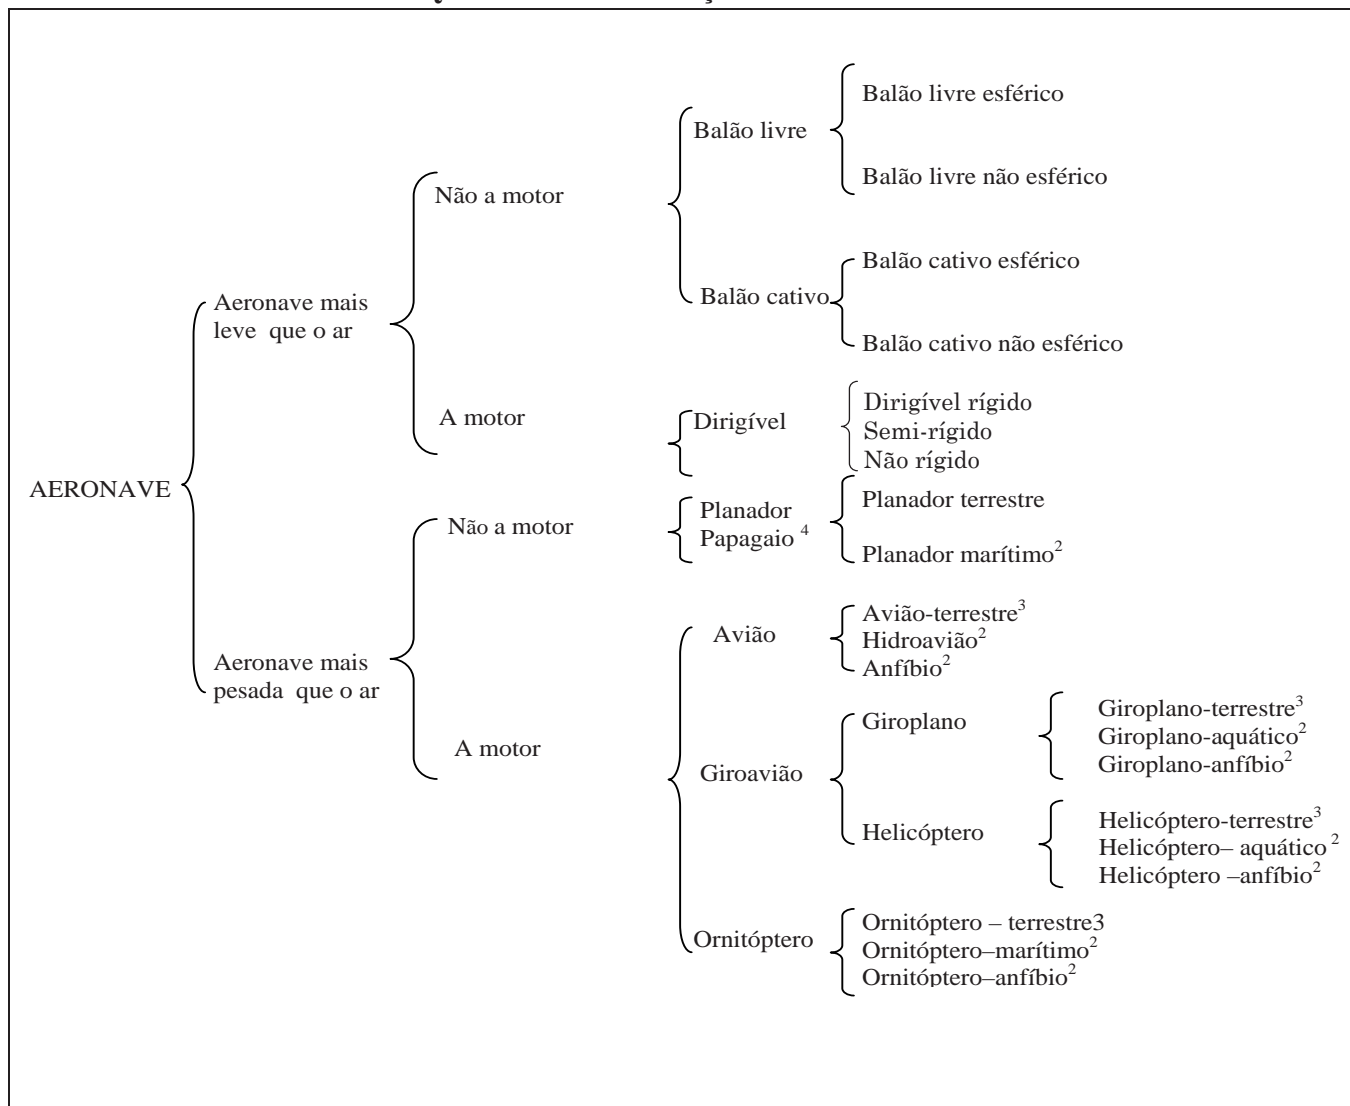 Balão livre esférico
Balão livre
Balão livre não esférico
Não a motor
Balão cativo esférico
Balão cativo
Balão cativo não esférico
Aeronave mais
leve que o ar
A motor
Dirigível
Dirigível rígido
Semi-rígido
Não rígido
AERONAVE
Não a motor
Planador
Papagaio ⁴
Planador terrestre
Planador marítimo²
Avião
Avião-terrestre³
Hidroavião²
Anfíbio²
Aeronave mais
pesada que o ar
A motor
Giroavião
Giroplano
Giroplano-terrestre³
Giroplano-aquático²
Giroplano-anfíbio²
Helicóptero
Helicóptero-terrestre³
Helicóptero– aquático ²
Helicóptero –anfíbio²
Ornitóptero
Ornitóptero – terrestre3
Ornitóptero–marítimo²
Ornitóptero–anfíbio²